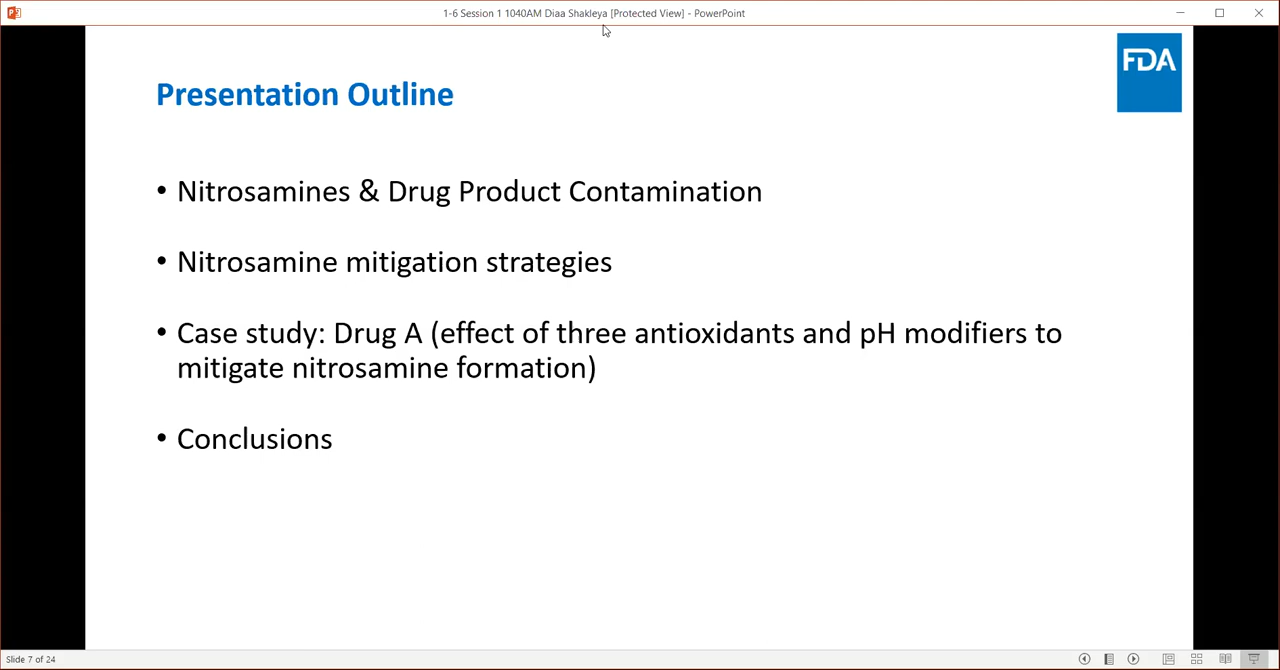 1-6 Session 1 1040AM Diaa Shakleya [Protected View] - PowerPoint
FDA
Presentation Outline
• Nitrosamines & Drug Product Contamination
• Nitrosamine mitigation strategies
• Case study: Drug A (effect of three antioxidants and pH modifiers to
mitigate nitrosamine formation)
• Conclusions
Slide 7 of 24